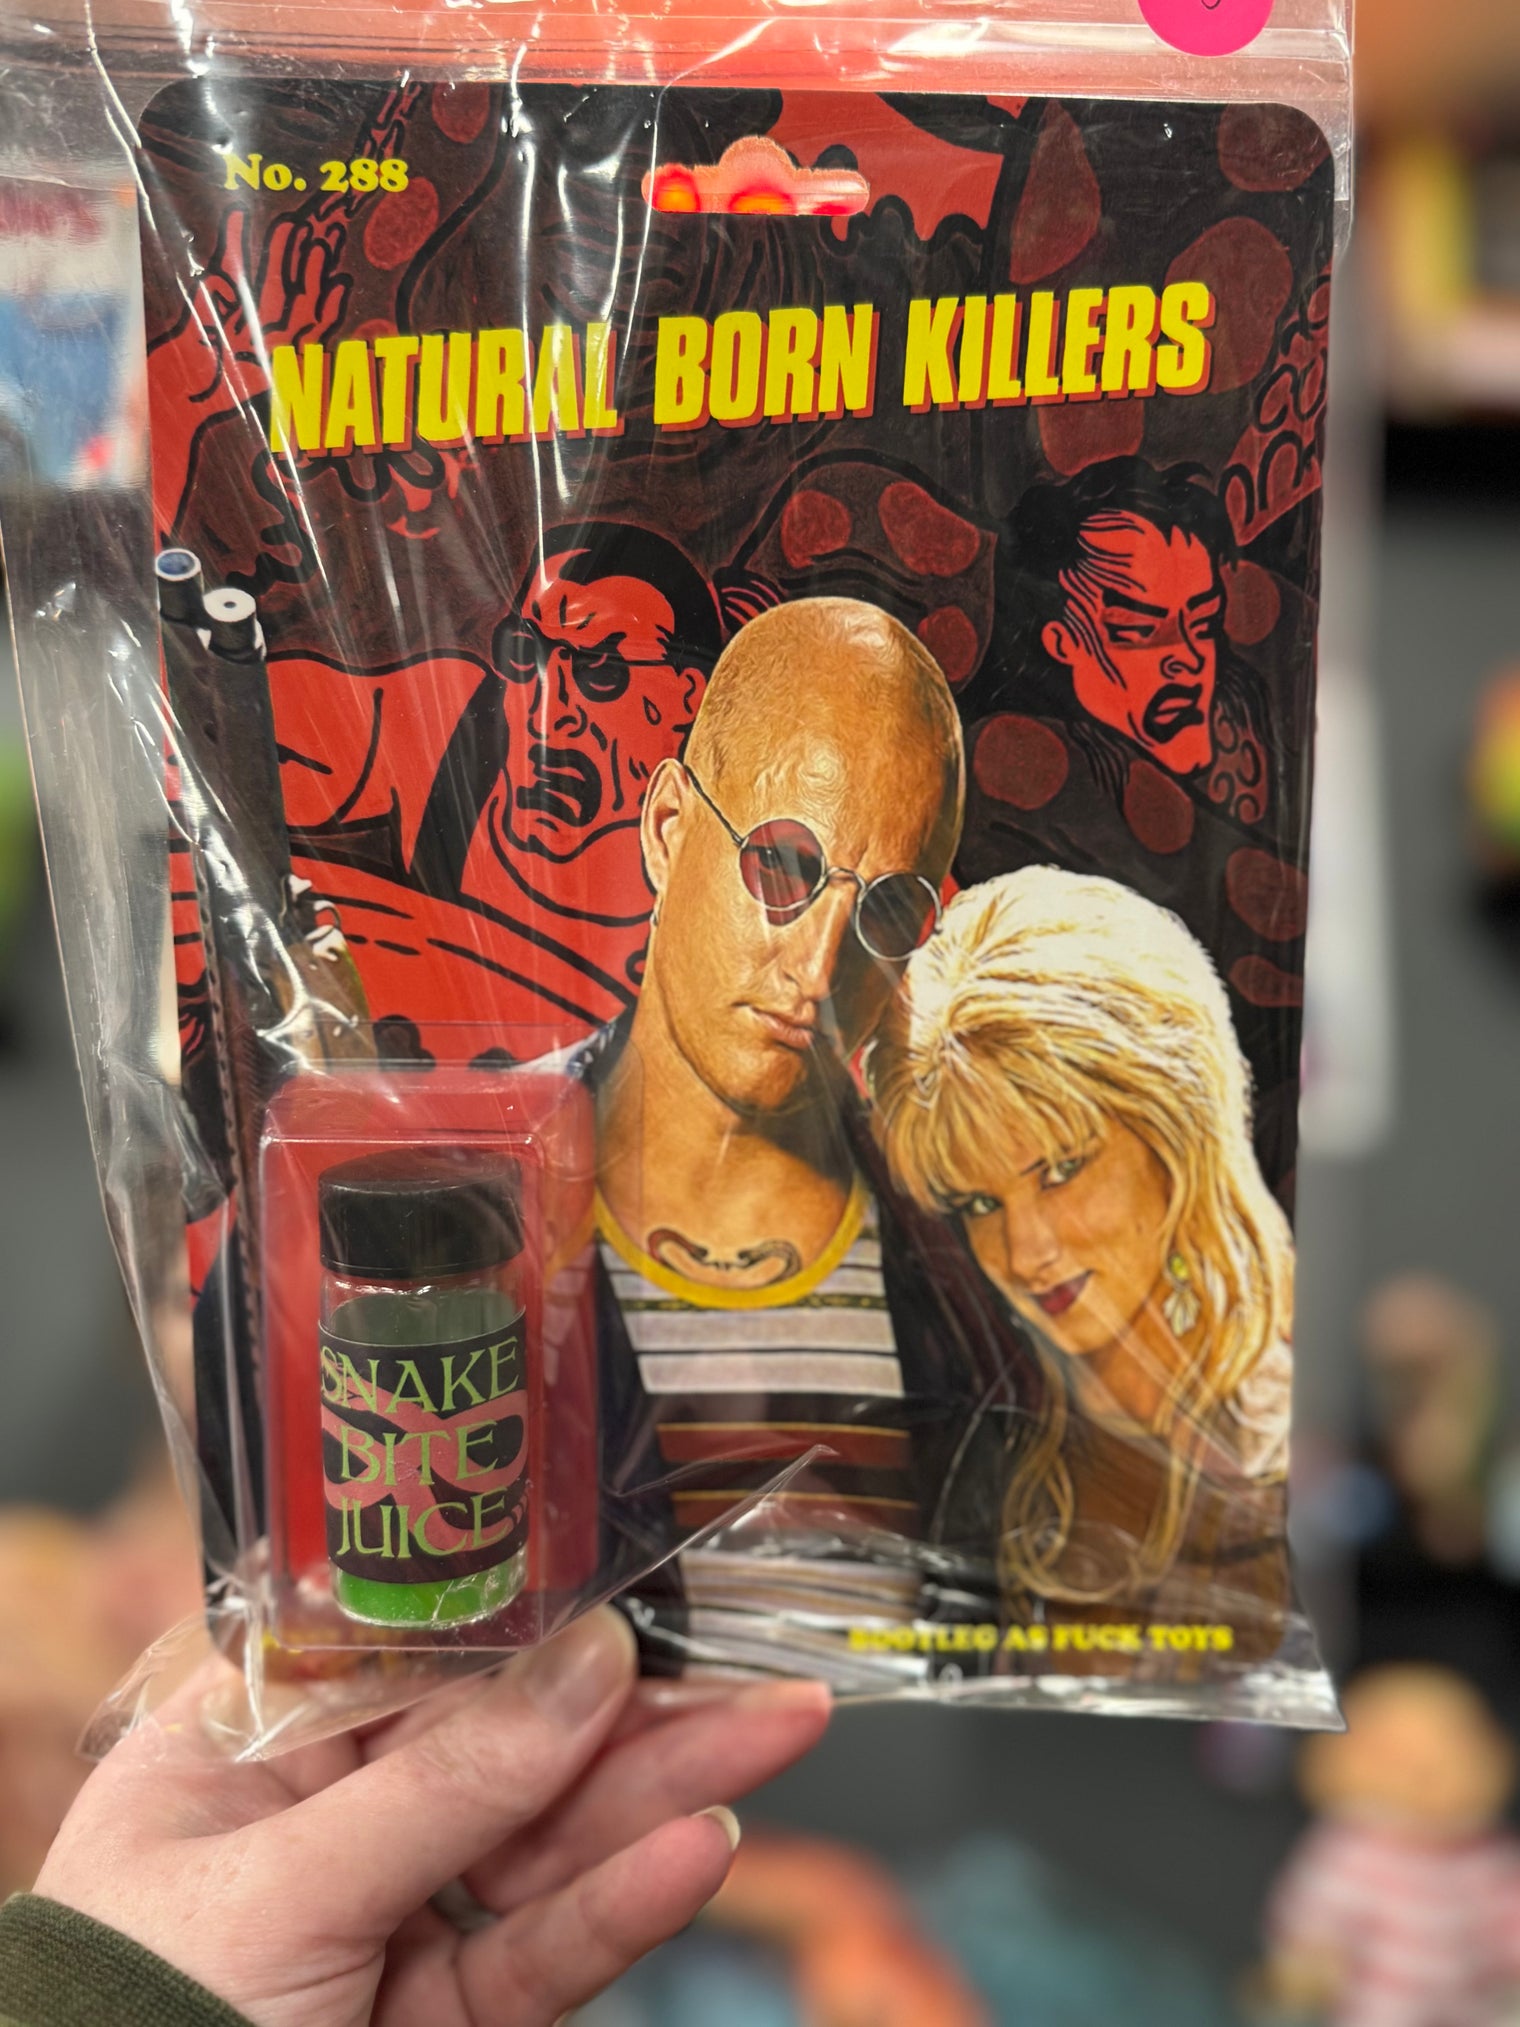 No. 288
NATURAL BORN KILLERS
SNAKE
BITE
JUICE
BOOTLEG AS FUCK TOYS